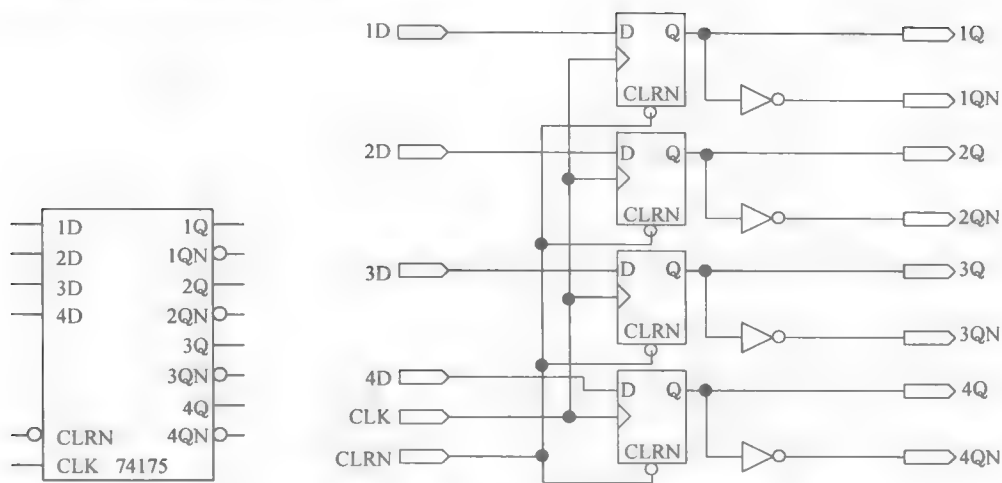 1D 1Q
2D 1QN
3D 2Q
4D 2QN
3Q
3QN
4Q
CLRN 4QN
CLK 74175
1D D Q 1Q
CLRN 1QN
2D D Q 2Q
CLRN 2QN
3D D Q 3Q
CLRN 3QN
4D D Q 4Q
CLK
CLRN CLRN 4QN